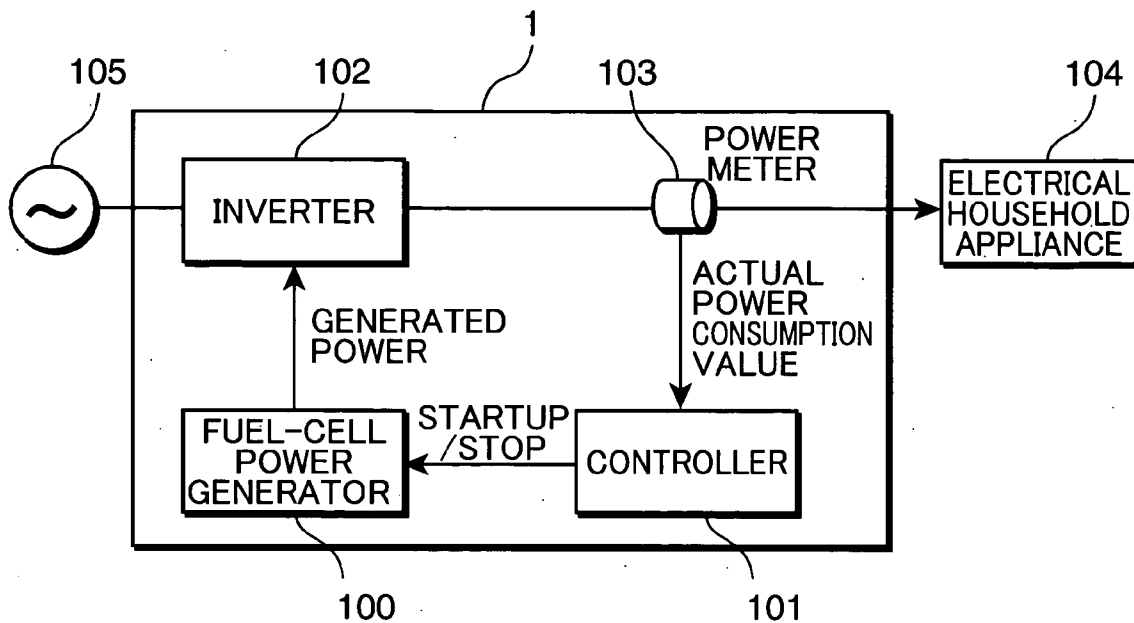 1
105
102
103
104
POWER
METER
INVERTER
ELECTRICAL
HOUSEHOLD
APPLIANCE
~
GENERATED
POWER
ACTUAL
POWER
CONSUMPTION
VALUE
FUEL-CELL
POWER
GENERATOR
STARTUP
/STOP
CONTROLLER
100
101